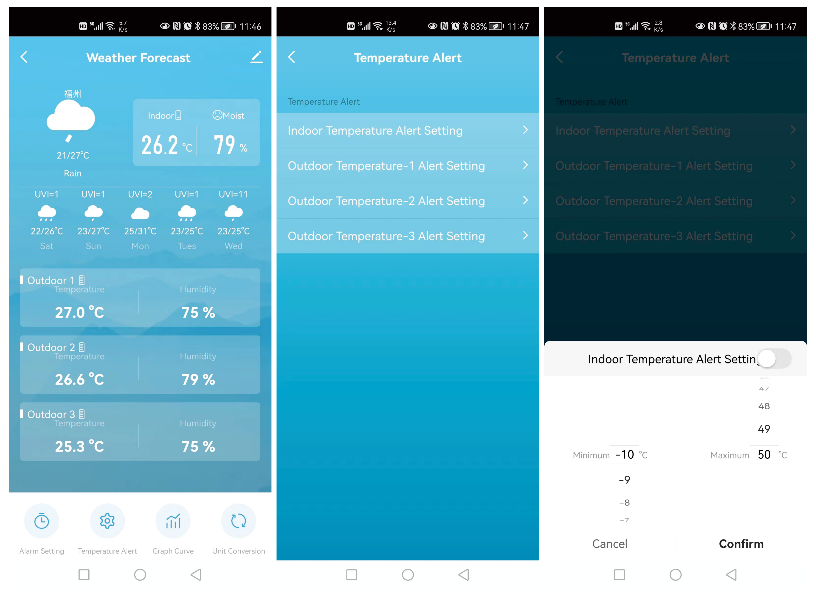 83% 11:46
Weather Forecast
福州
21/27℃
Rain
Indoor Moist
26.2 ℃ 79 %
UVI=1 UVI=1 UVI=2 UVI=1 UVI=11
22/26℃ 23/27℃ 25/31℃ 23/25℃ 23/25℃
Sat Sun Mon Tues Wed
Outdoor 1
Temperature Humidity
27.0 ℃ 75 %
Outdoor 2
Temperature Humidity
26.6 ℃ 79 %
Outdoor 3
Temperature Humidity
25.3 ℃ 75 %
Alarm Setting Temperature Alert Graph Curve Unit Conversion
83% 11:47
Temperature Alert
Temperature Alert
Indoor Temperature Alert Setting
Outdoor Temperature-1 Alert Setting
Outdoor Temperature-2 Alert Setting
Outdoor Temperature-3 Alert Setting
83% 11:47
Temperature Alert
Temperature Alert
Indoor Temperature Alert Setting
Outdoor Temperature-1 Alert Setting
Outdoor Temperature-2 Alert Setting
Outdoor Temperature-3 Alert Setting
Indoor Temperature Alert Settin
47
48
49
Minimum -10 ℃ Maximum 50 ℃
-9
-8
-7
Cancel Confirm